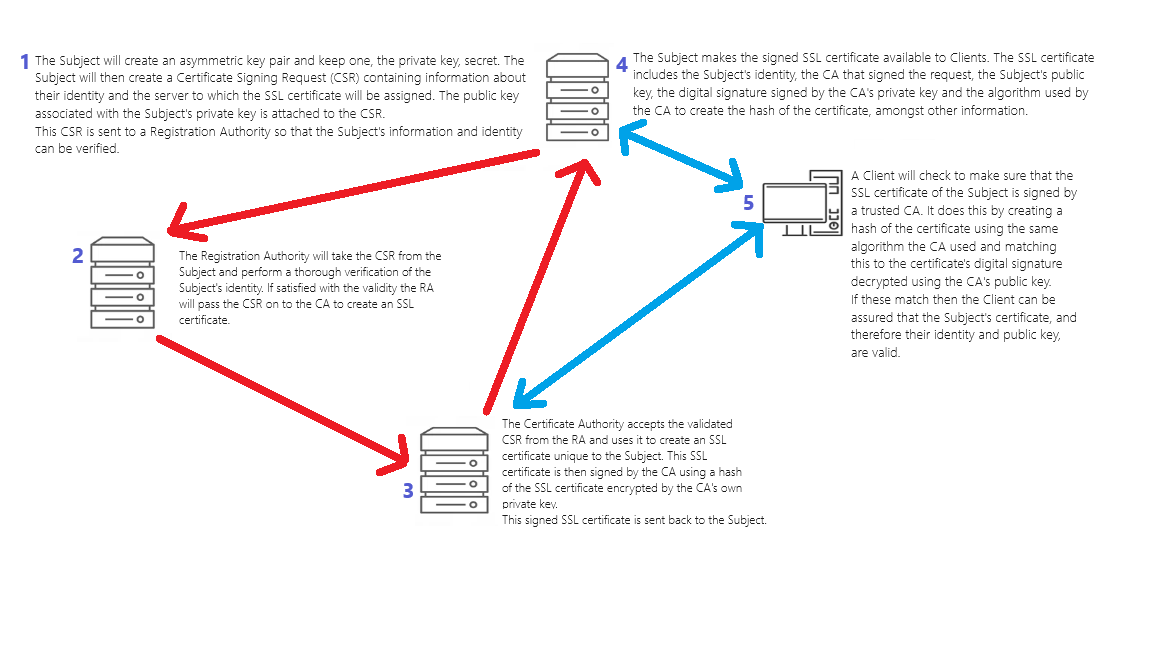 1 The Subject will create an asymmetric key pair and keep one, the private key, secret. The
Subject will then create a Certificate Signing Request (CSR) containing information about
their identity and the server to which the SSL certificate will be assigned. The public key
associated with the Subject's private key is attached to the CSR.
This CSR is sent to a Registration Authority so that the Subject's information and identity
can be verified.
2 The Registration Authority will take the CSR from the
Subject and perform a thorough verification of the
Subject's identity. If satisfied with the validity the RA
will pass the CSR on to the CA to create an SSL
certificate.
3 The Certificate Authority accepts the validated
CSR from the RA and uses it to create an SSL
certificate unique to the Subject. This SSL
certificate is then signed by the CA using a hash
of the SSL certificate encrypted by the CA's own
private key.
This signed SSL certificate is sent back to the Subject.
4 The Subject makes the signed SSL certificate available to Clients. The SSL certificate
includes the Subject's identity, the CA that signed the request, the Subject's public
key, the digital signature signed by the CA's private key and the algorithm used by
the CA to create the hash of the certificate, amongst other information.
5 A Client will check to make sure that the
SSL certificate of the Subject is signed by
a trusted CA. It does this by creating a
hash of the certificate using the same
algorithm the CA used and matching
this to the certificate's digital signature
decrypted using the CA's public key.
If these match then the Client can be
assured that the Subject's certificate, and
therefore their identity and public key,
are valid.